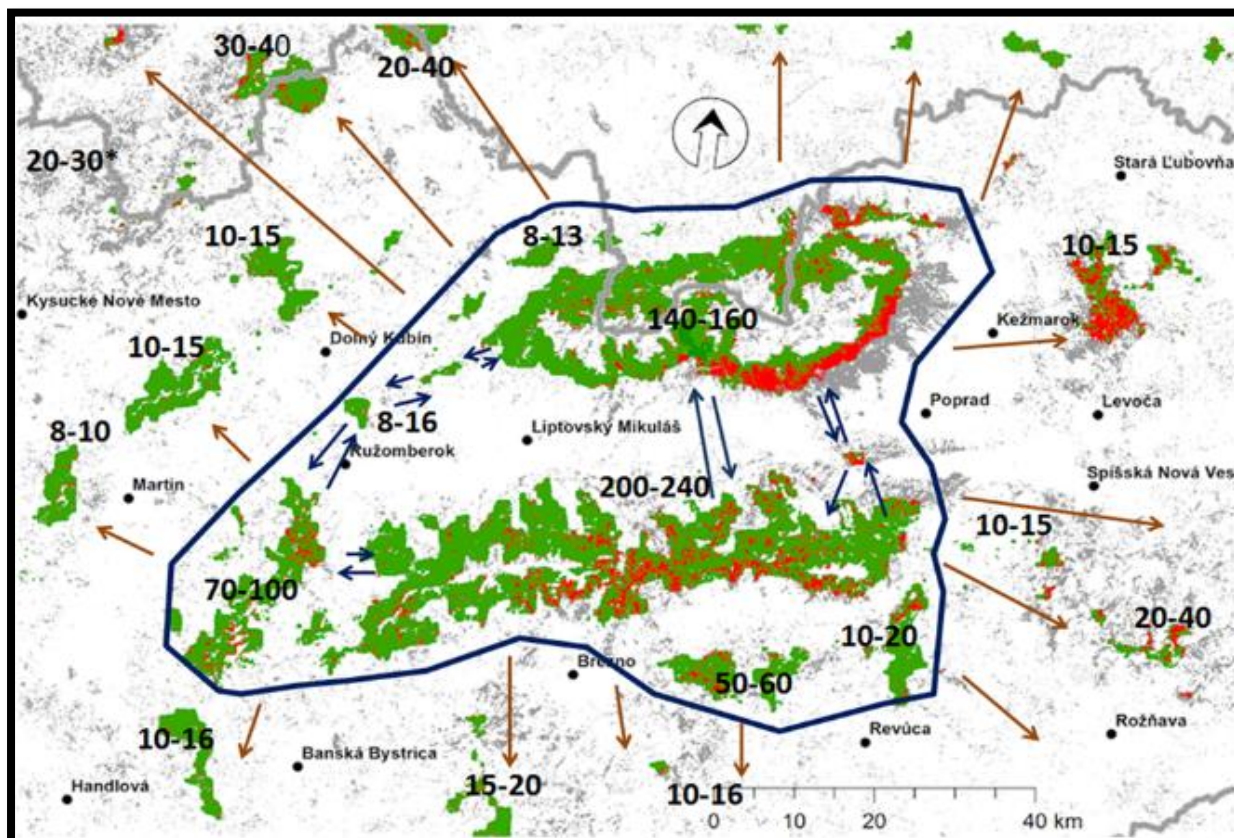 30-40
20-40
20-30*
Stará Ľubovňa
10-15
8-13
10-15
Kysucké Nové Mesto
140-160
Kežmarok
Dolný Kubín
10-15
8-10
8-16
Poprad
Levoča
Liptovský Mikuláš
Ružomberok
Martin
200-240
Spišská Nová Ves
10-15
70-100
10-20
20-40
Brezno
50-60
10-16
Revúca
Rožňava
Banská Bystrica
Handlová
15-20
10-16
0 10 20 40 km